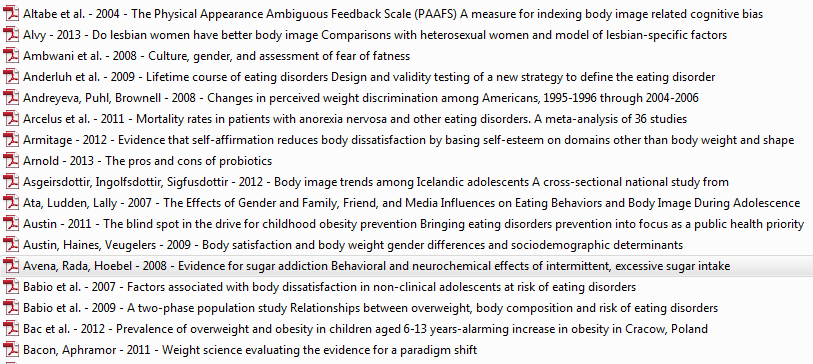 Altabe et al. - 2004 - The Physical Appearance Ambiguous Feedback Scale (PAAFS) A measure for indexing body image related cognitive bias
Alvy - 2013 - Do lesbian women have better body image Comparisons with heterosexual women and model of lesbian-specific factors
Ambwani et al. - 2008 - Culture, gender, and assessment of fear of fatness
Anderluh et al. - 2009 - Lifetime course of eating disorders Design and validity testing of a new strategy to define the eating disorder
Andreyeva, Puhl, Brownell - 2008 - Changes in perceived weight discrimination among Americans, 1995-1996 through 2004-2006
Arcelus et al. - 2011 - Mortality rates in patients with anorexia nervosa and other eating disorders. A meta-analysis of 36 studies
Armitage - 2012 - Evidence that self-affirmation reduces body dissatisfaction by basing self-esteem on domains other than body weight and shape
Arnold - 2013 - The pros and cons of probiotics
Asgeirsdottir, Ingolfsdottir, Sigfusdottir - 2012 - Body image trends among Icelandic adolescents A cross-sectional national study from
Ata, Ludden, Lally - 2007 - The Effects of Gender and Family, Friend, and Media Influences on Eating Behaviors and Body Image During Adolescence
Austin - 2011 - The blind spot in the drive for childhood obesity prevention Bringing eating disorders prevention into focus as a public health priority
Austin, Haines, Veugelers - 2009 - Body satisfaction and body weight gender differences and sociodemographic determinants
Avena, Rada, Hoebel - 2008 - Evidence for sugar addiction Behavioral and neurochemical effects of intermittent, excessive sugar intake
Babio et al. - 2007 - Factors associated with body dissatisfaction in non-clinical adolescents at risk of eating disorders
Babio et al. - 2009 - A two-phase population study Relationships between overweight, body composition and risk of eating disorders
Bac et al. - 2012 - Prevalence of overweight and obesity in children aged 6-13 years-alarming increase in obesity in Cracow, Poland
Bacon, Aphramor - 2011 - Weight science evaluating the evidence for a paradigm shift